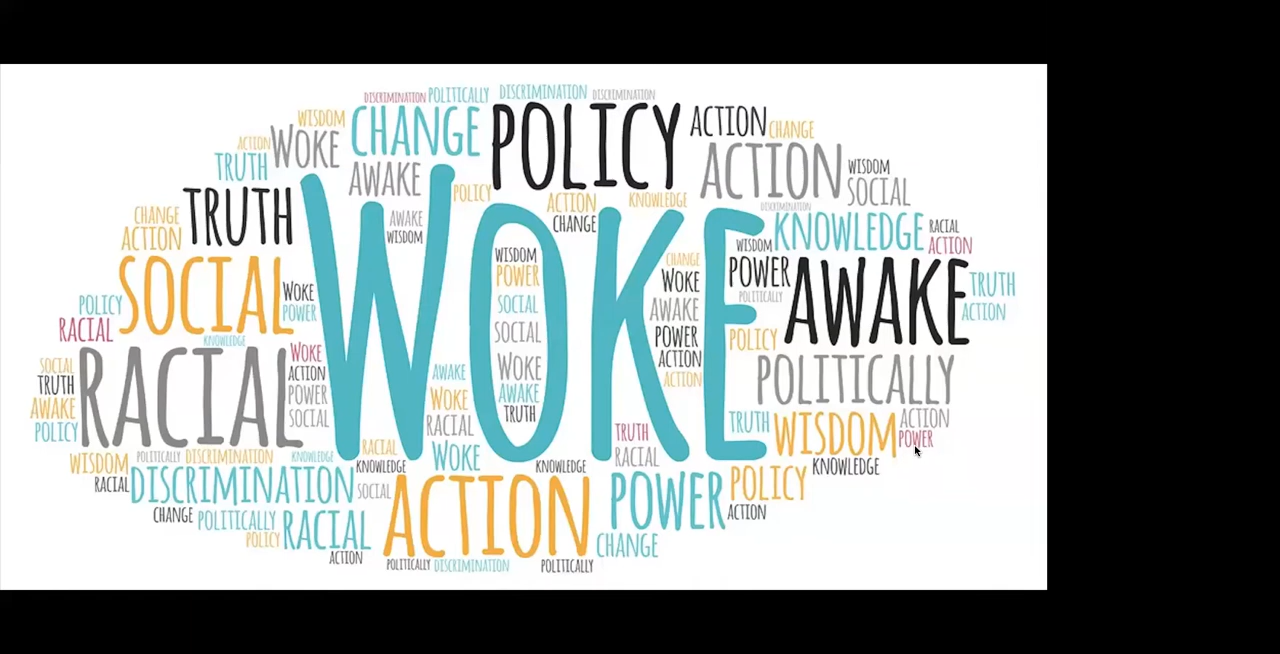 DISCRIMINATION POLITICALLY DISCRIMINATION DISCRIMINATION
WISDOM CHANGE POLICY ACTION CHANGE
ACTION WOKE ACTION WISDOM
TRUTH AWAKE POLICY ACTION KNOWLEDGE SOCIAL
CHANGE TRUTH AWAKE CHANGE DISCRIMINATION
ACTION WISDOM WISDOM KNOWLEDGE RACIAL
ACTION
SOCIAL WOKE WISDOM CHANGE POWER AWAKE TRUTH
POLICY WOKE POWER WOKE POLITICALLY ACTION
RACIAL POWER SOCIAL AWAKE
KNOWLEDGE SOCIAL POWER POLICY
RACIAL WOKE WOKE ACTION POLITICALLY
SOCIAL ACTION AWAKE AWAKE ACTION
TRUTH POWER WOKE TRUTH
AWAKE SOCIAL RACIAL TRUTH TRUTH WISDOM ACTION
POLICY RACIAL RACIAL POWER
WISDOM POLITICALLY DISCRIMINATION KNOWLEDGE KNOWLEDGE WOKE KNOWLEDGE KNOWLEDGE
RACIAL DISCRIMINATION SOCIAL ACTION POWER POLICY
CHANGE POLITICALLY RACIAL ACTION
POLICY ACTION CHANGE
POLITICALLY DISCRIMINATION POLITICALLY